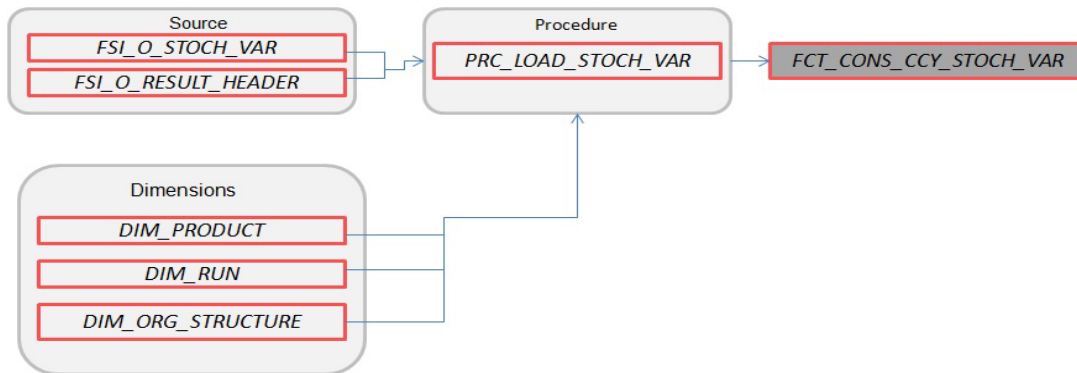 Source
FSI_O_STOCH_VAR
FSI_O_RESULT_HEADER
Procedure
PRC_LOAD_STOCH_VAR
FCT_CONS_CCY_STOCH_VAR
Dimensions
DIM_PRODUCT
DIM_RUN
DIM_ORG_STRUCTURE